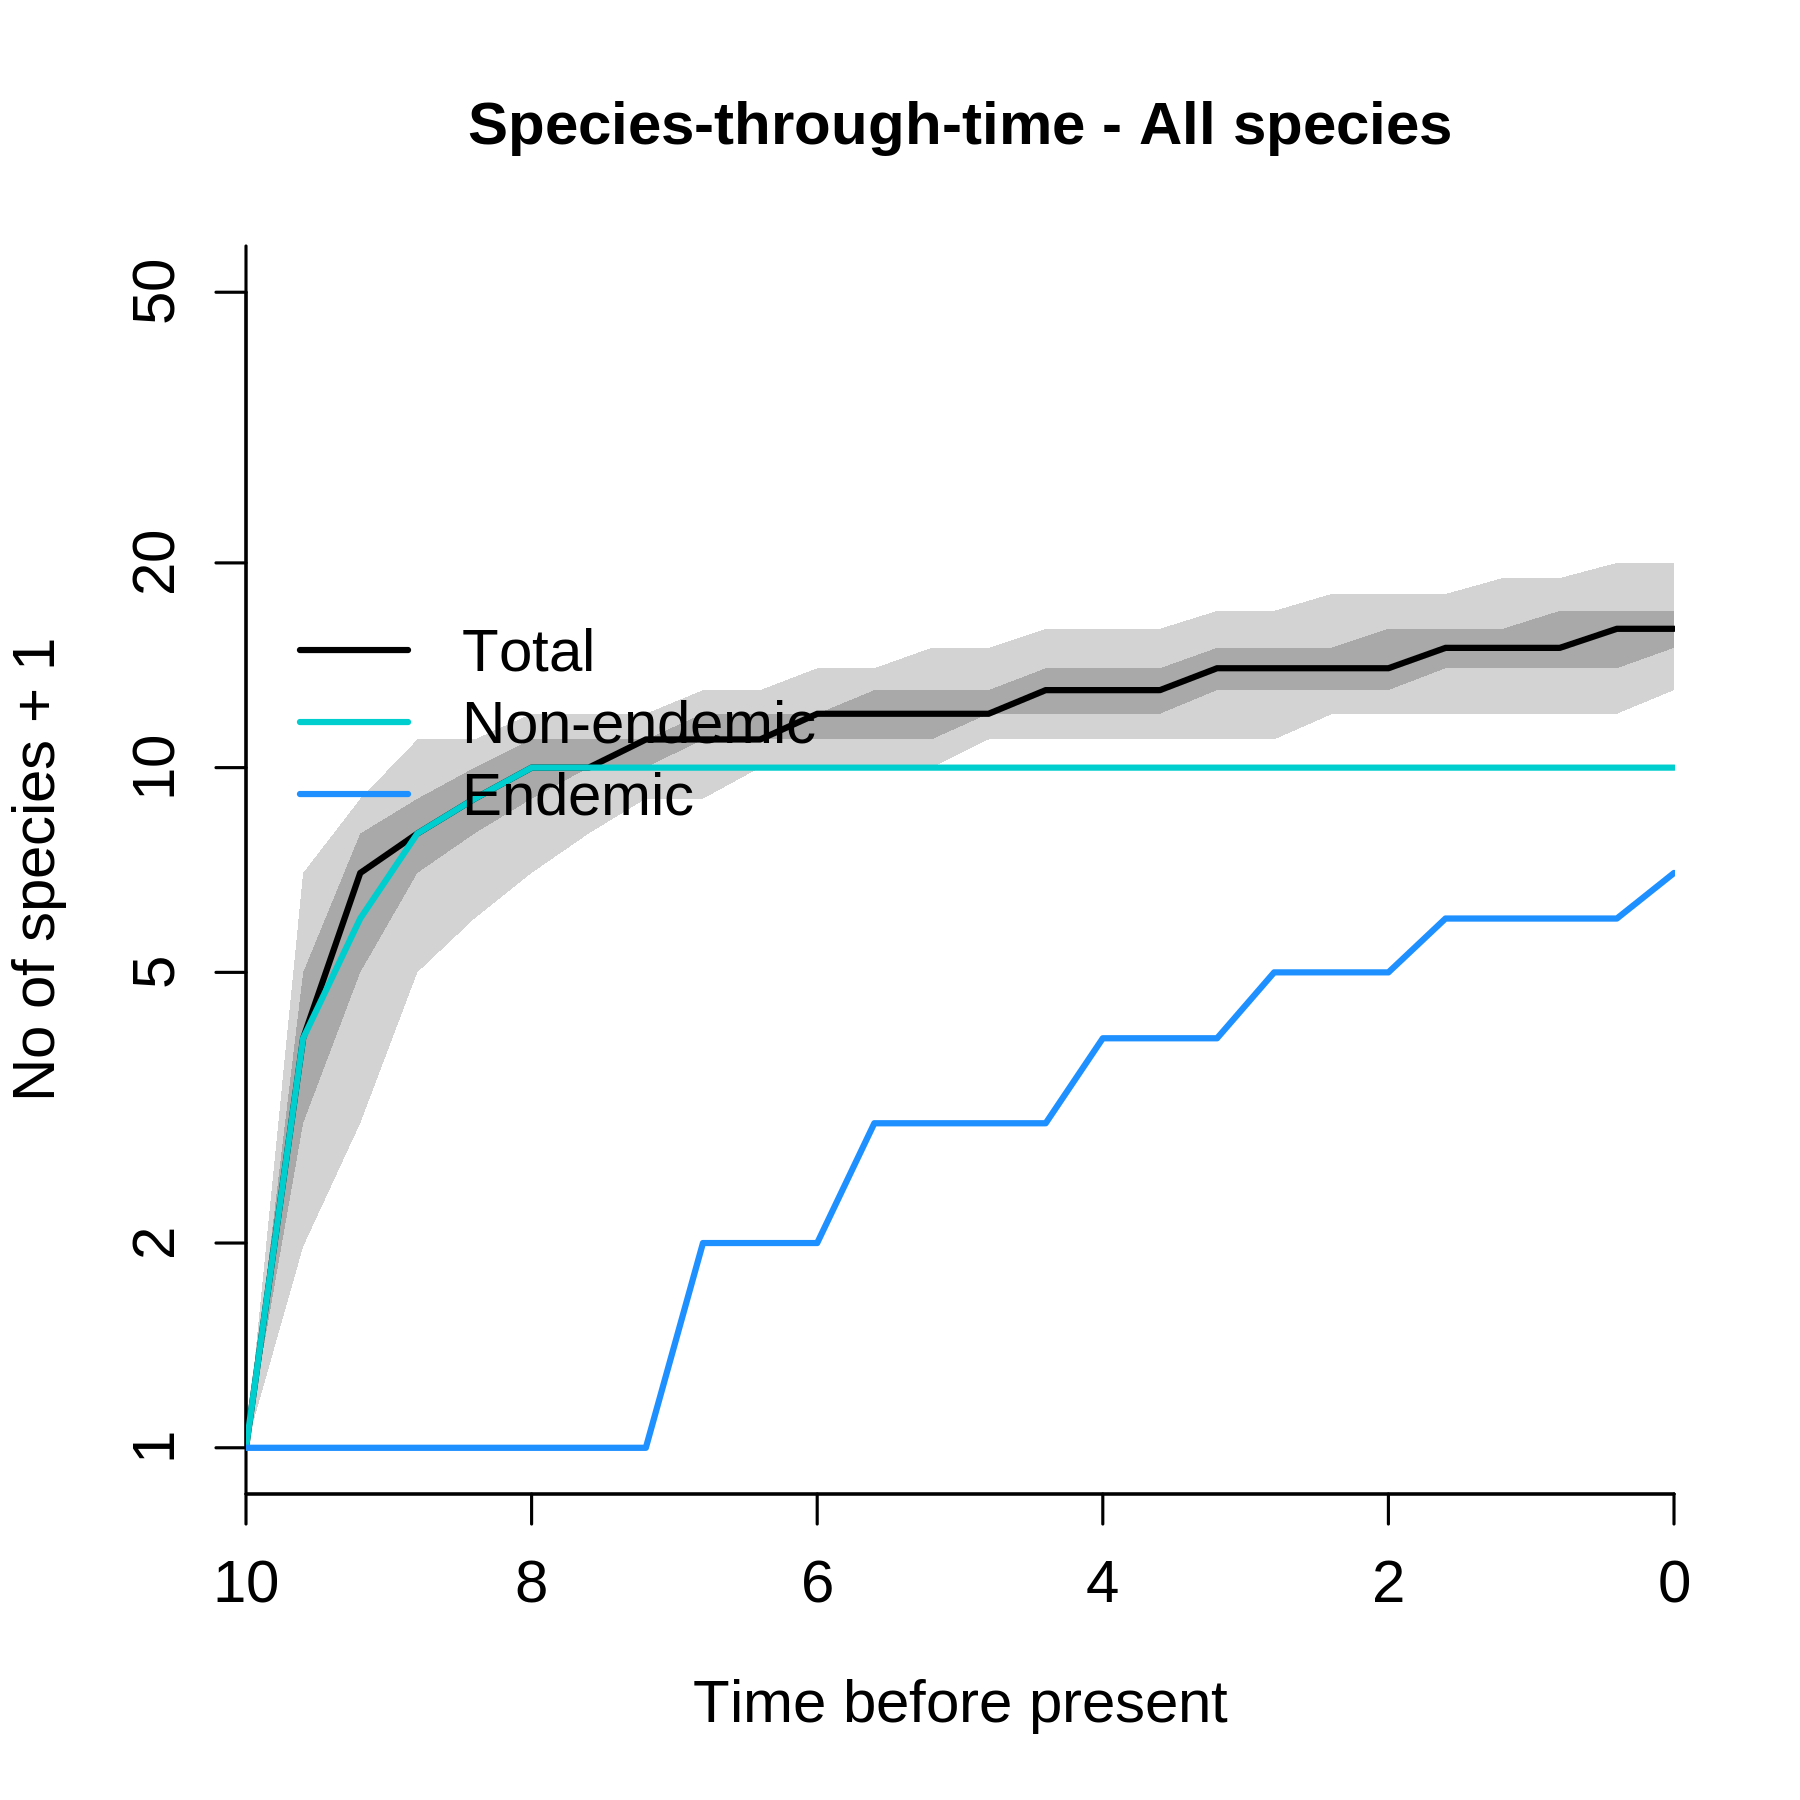 Species-through-time - All species
No of species + 1
50
20
10
5
2
1
Total
Non-endemic
Endemic
10 8 6 4 2 0
Time before present